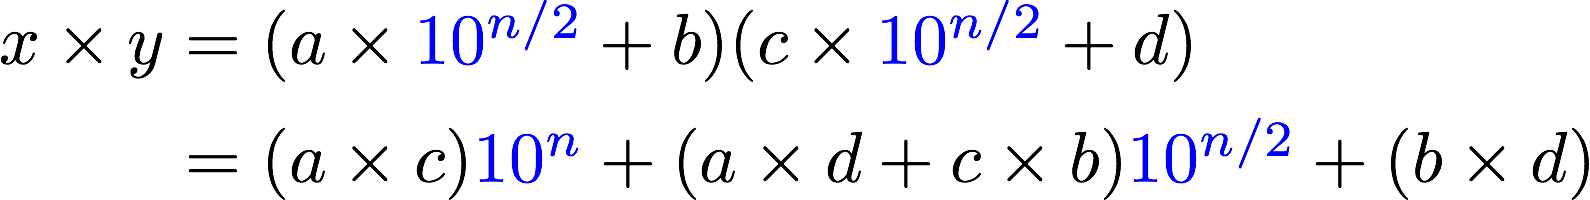 x × y = (a × 10^{n/2} + b)(c × 10^{n/2} + d)
= (a × c)10^{n} + (a × d + c × b)10^{n/2} + (b × d)